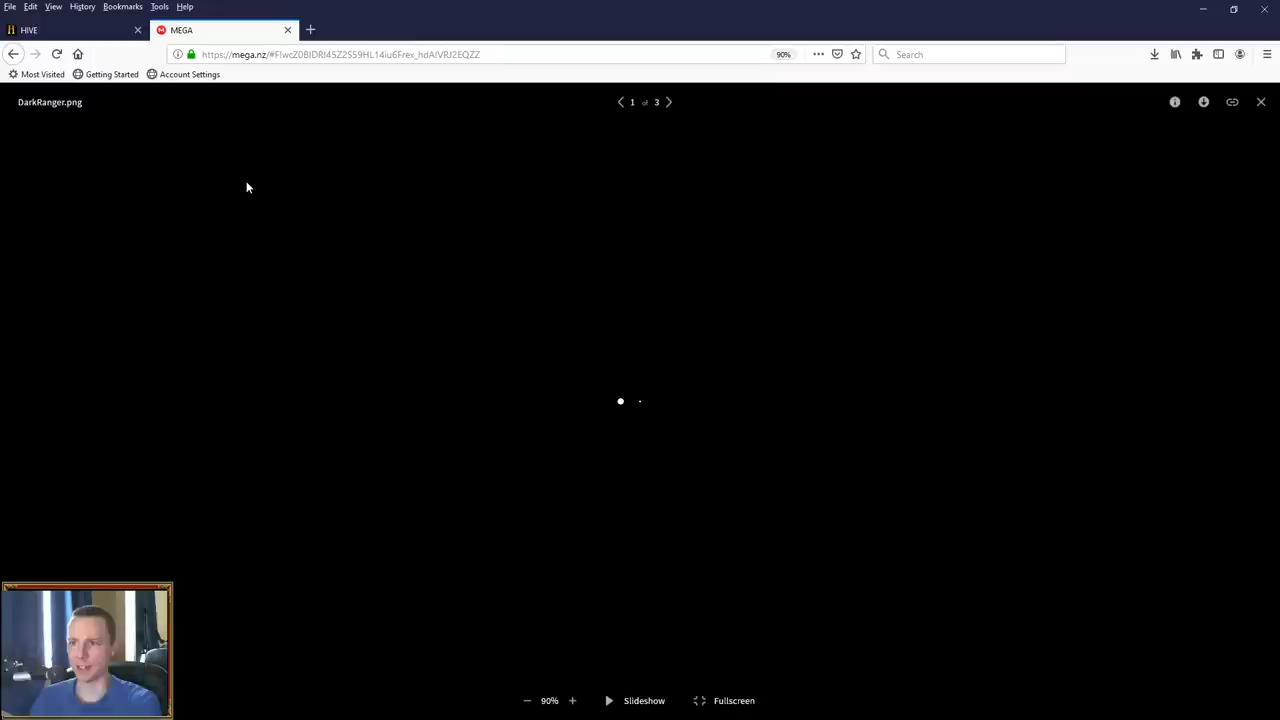 File Edit View History Bookmarks Tools Help
HIVE
MEGA
90%
Search
Most Visited Getting Started Account Settings
DarkRanger.png
1 of 3
90% Slideshow Fullscreen